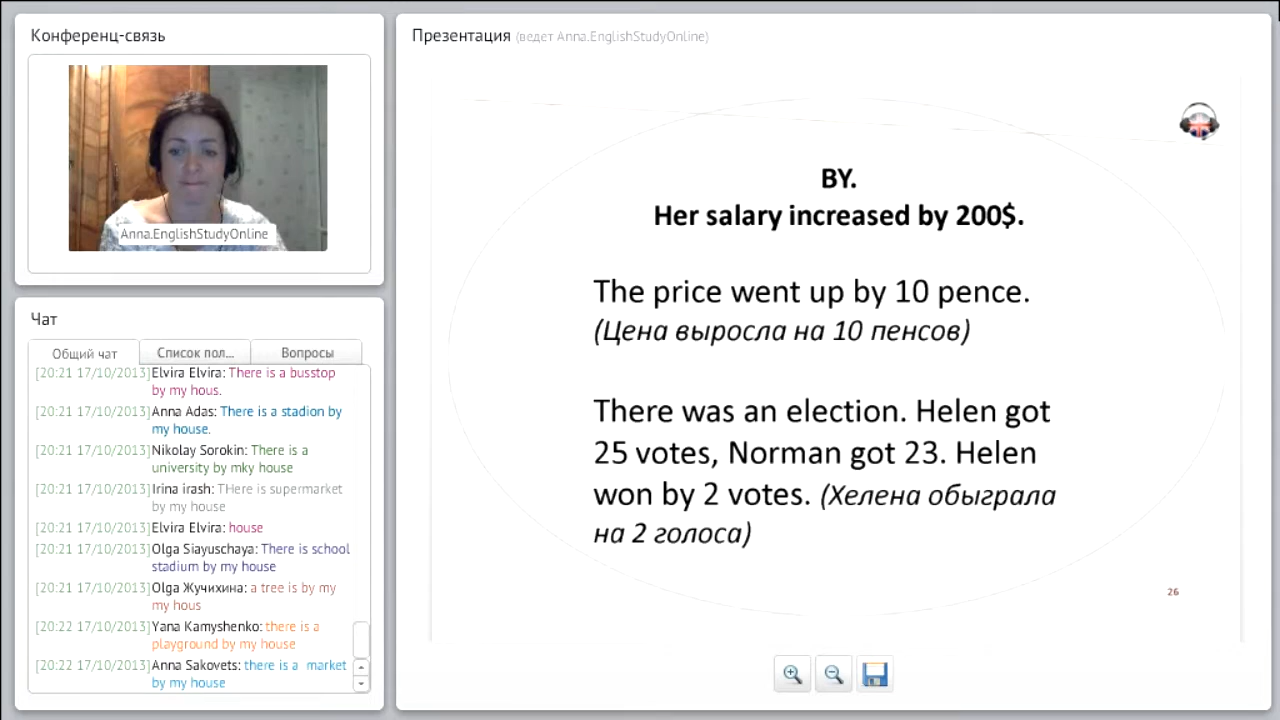 Конференц-связь
Anna.EnglishStudyOnline
Чат
Общий чат
Список пол...
Вопросы
[20:21 17/10/2013]Elvira Elvira: There is a busstop
by my hous.
[20:21 17/10/2013]Anna Adas: There is a stadion by
my house.
[20:21 17/10/2013]Nikolay Sorokin: There is a
university by mky house
[20:21 17/10/2013]Irina irash: THere is supermarket
by my house
[20:21 17/10/2013]Elvira Elvira: house
[20:21 17/10/2013]Olga Siayuschaya: There is school
stadium by my house
[20:21 17/10/2013]Olga Жучихина: a tree is by my
my hous
[20:22 17/10/2013]Yana Kamyshenko: there is a
playground by my house
[20:22 17/10/2013]Anna Sakovets: there is a  market
by my house
Презентация (ведет Anna.EnglishStudyOnline)
BY.
Her salary increased by 200$.
The price went up by 10 pence.
(Цена выросла на 10 пенсов)
There was an election. Helen got
25 votes, Norman got 23. Helen
won by 2 votes. (Хелена обыграла
на 2 голоса)
26